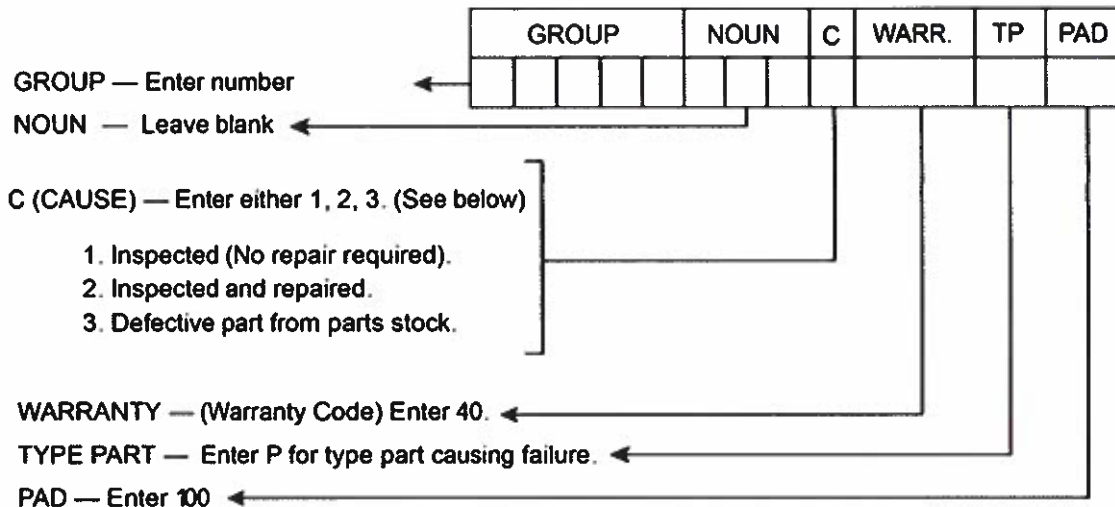 GROUP NOUN C WARR. TP PAD
GROUP — Enter number
NOUN — Leave blank
C (CAUSE) — Enter either 1, 2, 3. (See below)
1. Inspected (No repair required).
2. Inspected and repaired.
3. Defective part from parts stock.
WARRANTY — (Warranty Code) Enter 40.
TYPE PART — Enter P for type part causing failure.
PAD — Enter 100